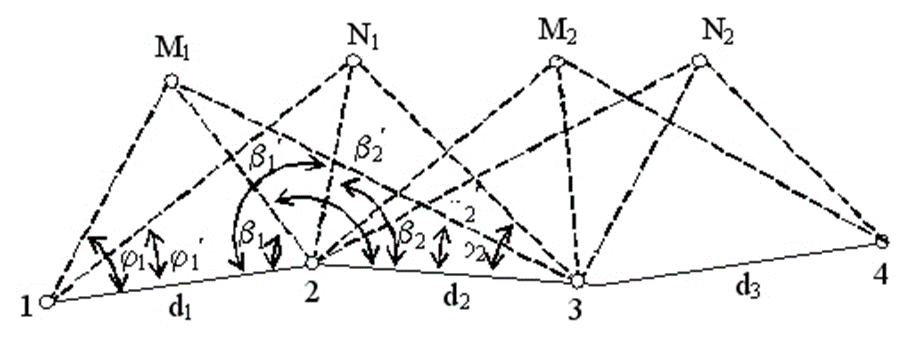 M₁ N₁ M₂ N₂
β₁′ β₂′
φ₁ φ₁′ β₁ β₂
1 d₁ 2 d₂ 3 d₃ 4